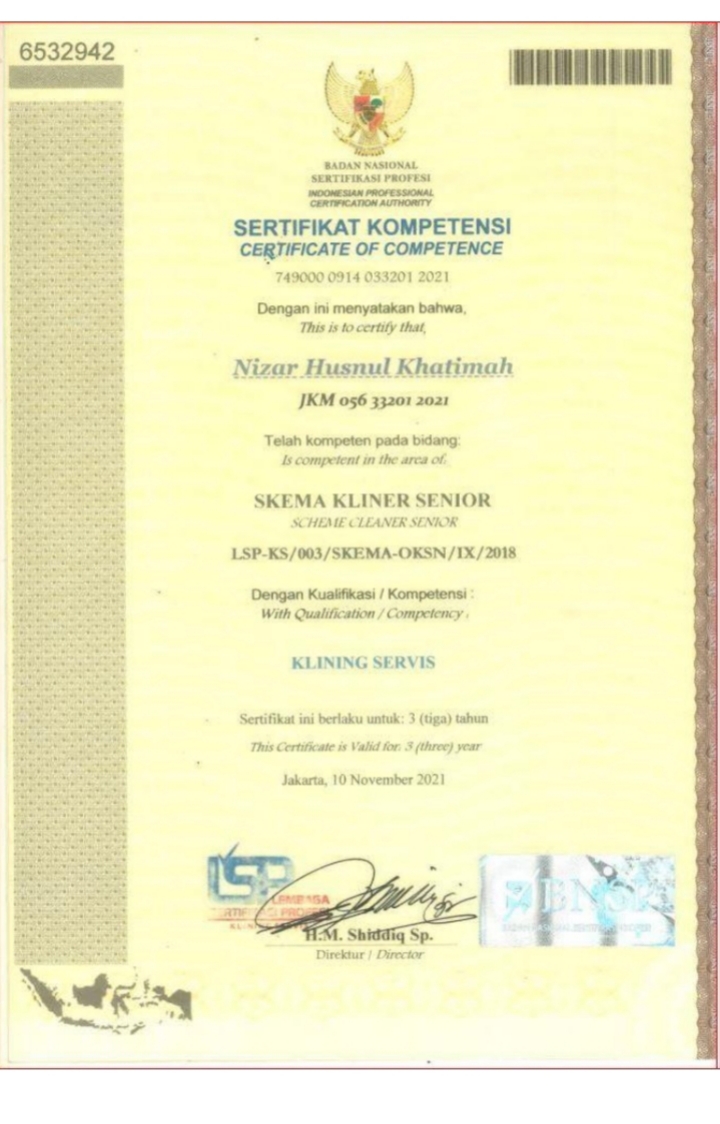 6532942
BADAN NASIONAL
SERTIFIKASI PROFESI
INDONESIAN PROFESSIONAL
CERTIFICATION AUTHORITY
SERTIFIKAT KOMPETENSI
CERTIFICATE OF COMPETENCE
749000 0914 033201 2021
Dengan ini menyatakan bahwa,
This is to certify that,
Nizar Husnul Khatimah
JKM 056 33201 2021
Telah kompeten pada bidang:
Is competent in the area of:
SKEMA KLINER SENIOR
SCHEME CLEANER SENIOR
LSP-KS/003/SKEMA-OKSN/IX/2018
Dengan Kualifikasi / Kompetensi :
With Qualification / Competency :
KLINING SERVIS
Sertifikat ini berlaku untuk: 3 (tiga) tahun
This Certificate is Valid for: 3 (three) year
Jakarta, 10 November 2021
LSP
LEMBAGA
BNSP
H.M. Shiddiq Sp.
Direktur / Director